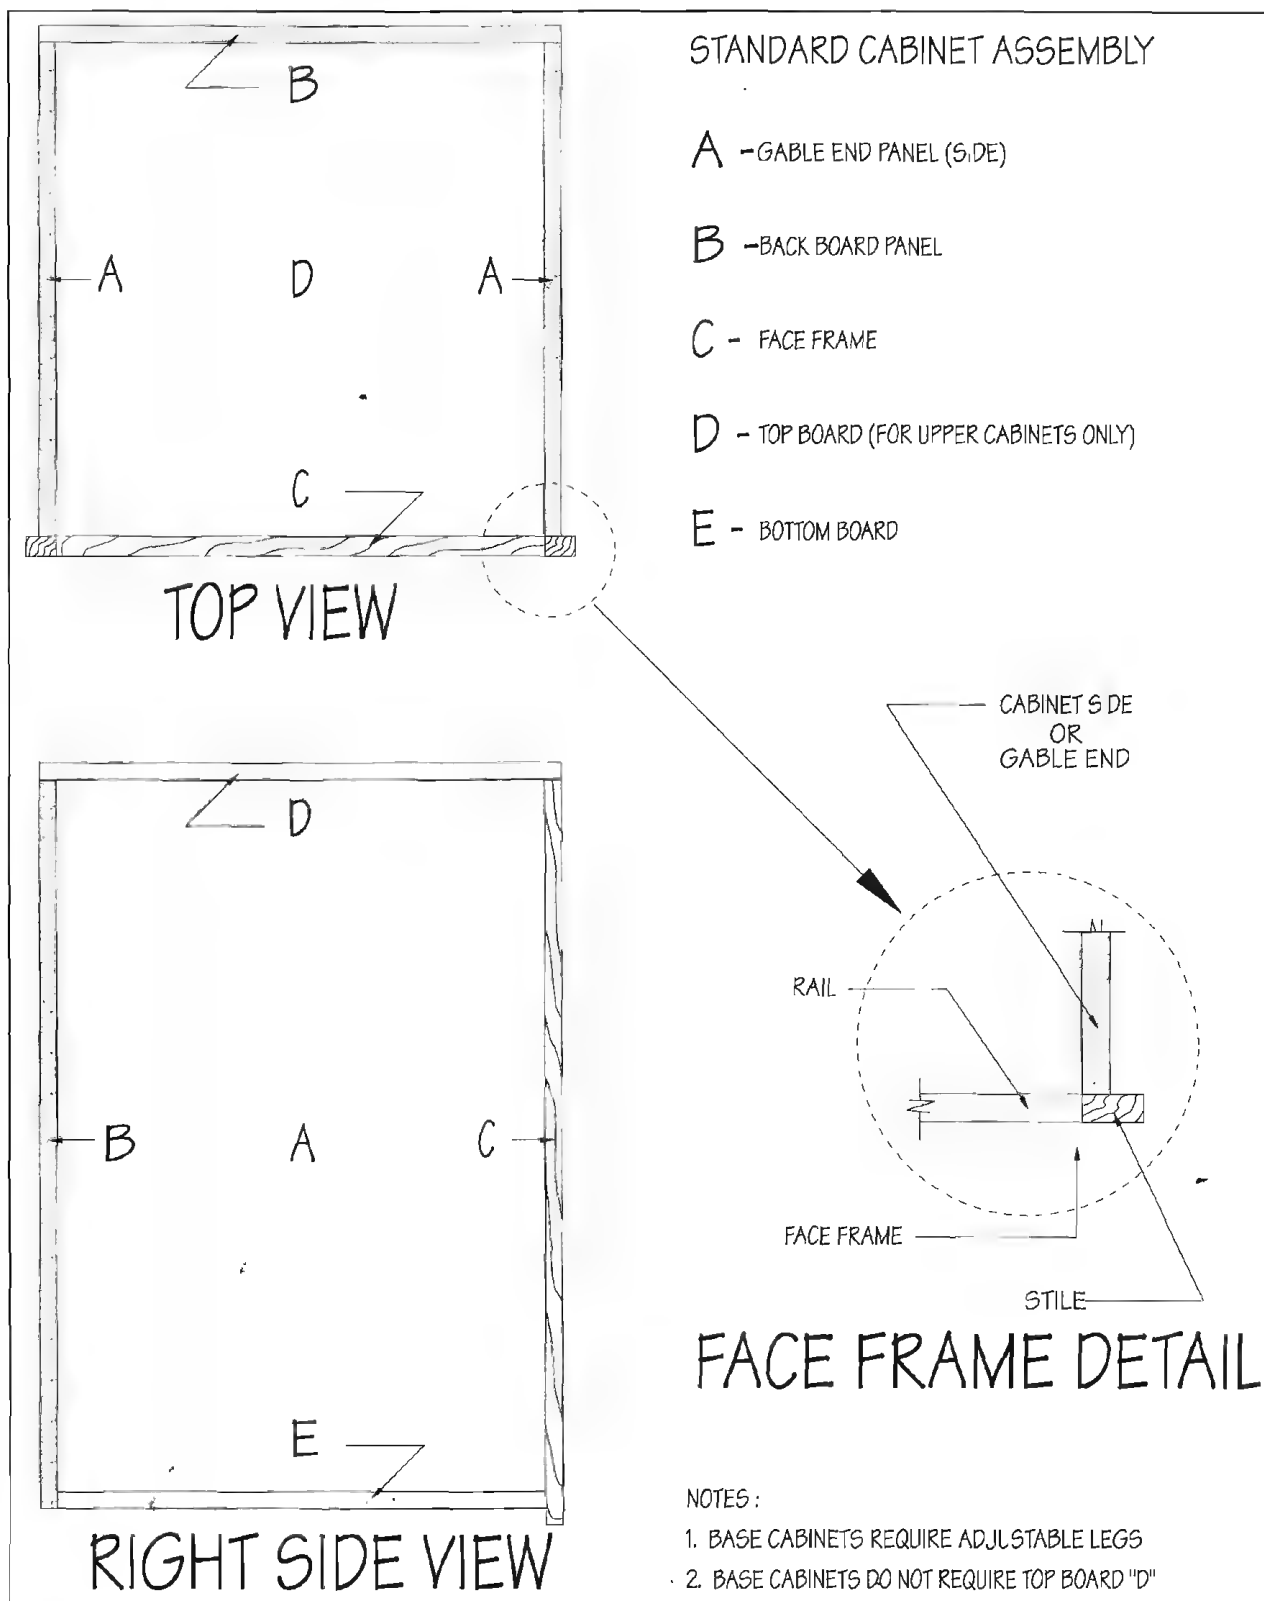 B
A
D
A
C
TOP VIEW
STANDARD CABINET ASSEMBLY
A - GABLE END PANEL (SIDE)
B - BACK BOARD PANEL
C - FACE FRAME
D - TOP BOARD (FOR UPPER CABINETS ONLY)
E - BOTTOM BOARD
D
B
A
C
E
RIGHT SIDE VIEW
CABINET SIDE
OR
GABLE END
RAIL
FACE FRAME
STILE
FACE FRAME DETAIL
NOTES :
1. BASE CABINETS REQUIRE ADJUSTABLE LEGS
2. BASE CABINETS DO NOT REQUIRE TOP BOARD "D"